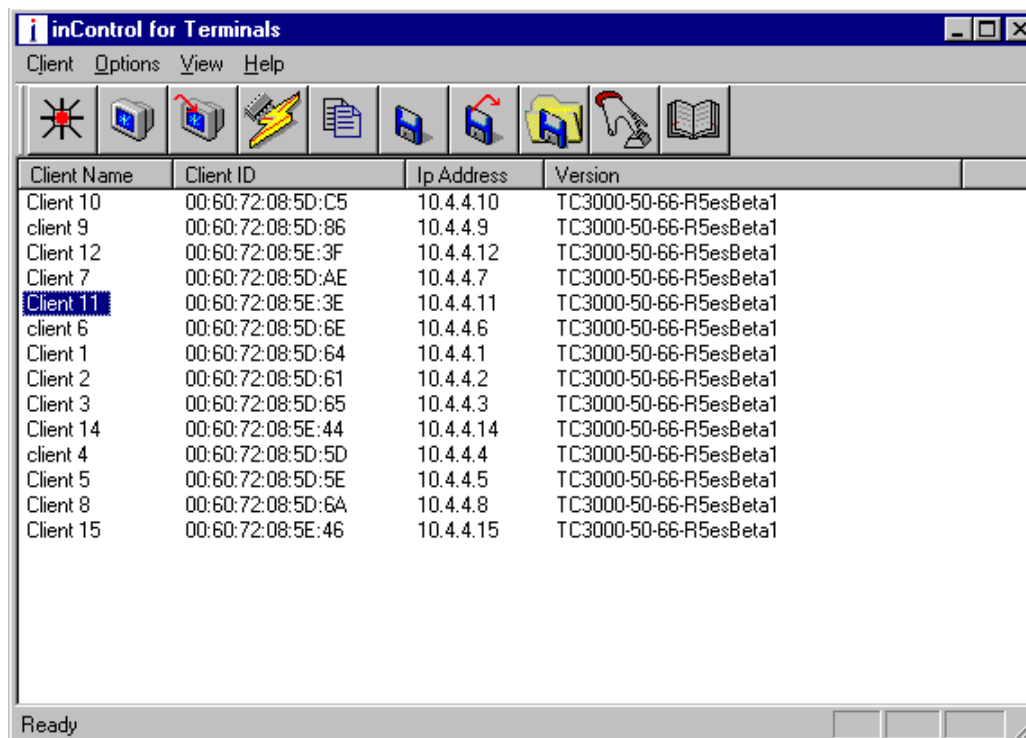 inControl for Terminals
Client Options View Help
Client Name Client ID Ip Address Version
Client 10 00:60:72:08:5D:C5 10.4.4.10 TC3000-50-66-R5esBeta1
client 9 00:60:72:08:5D:86 10.4.4.9 TC3000-50-66-R5esBeta1
Client 12 00:60:72:08:5E:3F 10.4.4.12 TC3000-50-66-R5esBeta1
Client 7 00:60:72:08:5D:AE 10.4.4.7 TC3000-50-66-R5esBeta1
Client 11 00:60:72:08:5E:3E 10.4.4.11 TC3000-50-66-R5esBeta1
client 6 00:60:72:08:5D:6E 10.4.4.6 TC3000-50-66-R5esBeta1
Client 1 00:60:72:08:5D:64 10.4.4.1 TC3000-50-66-R5esBeta1
Client 2 00:60:72:08:5D:61 10.4.4.2 TC3000-50-66-R5esBeta1
Client 3 00:60:72:08:5D:65 10.4.4.3 TC3000-50-66-R5esBeta1
Client 14 00:60:72:08:5E:44 10.4.4.14 TC3000-50-66-R5esBeta1
client 4 00:60:72:08:5D:5D 10.4.4.4 TC3000-50-66-R5esBeta1
Client 5 00:60:72:08:5D:5E 10.4.4.5 TC3000-50-66-R5esBeta1
Client 8 00:60:72:08:5D:6A 10.4.4.8 TC3000-50-66-R5esBeta1
Client 15 00:60:72:08:5E:46 10.4.4.15 TC3000-50-66-R5esBeta1
Ready